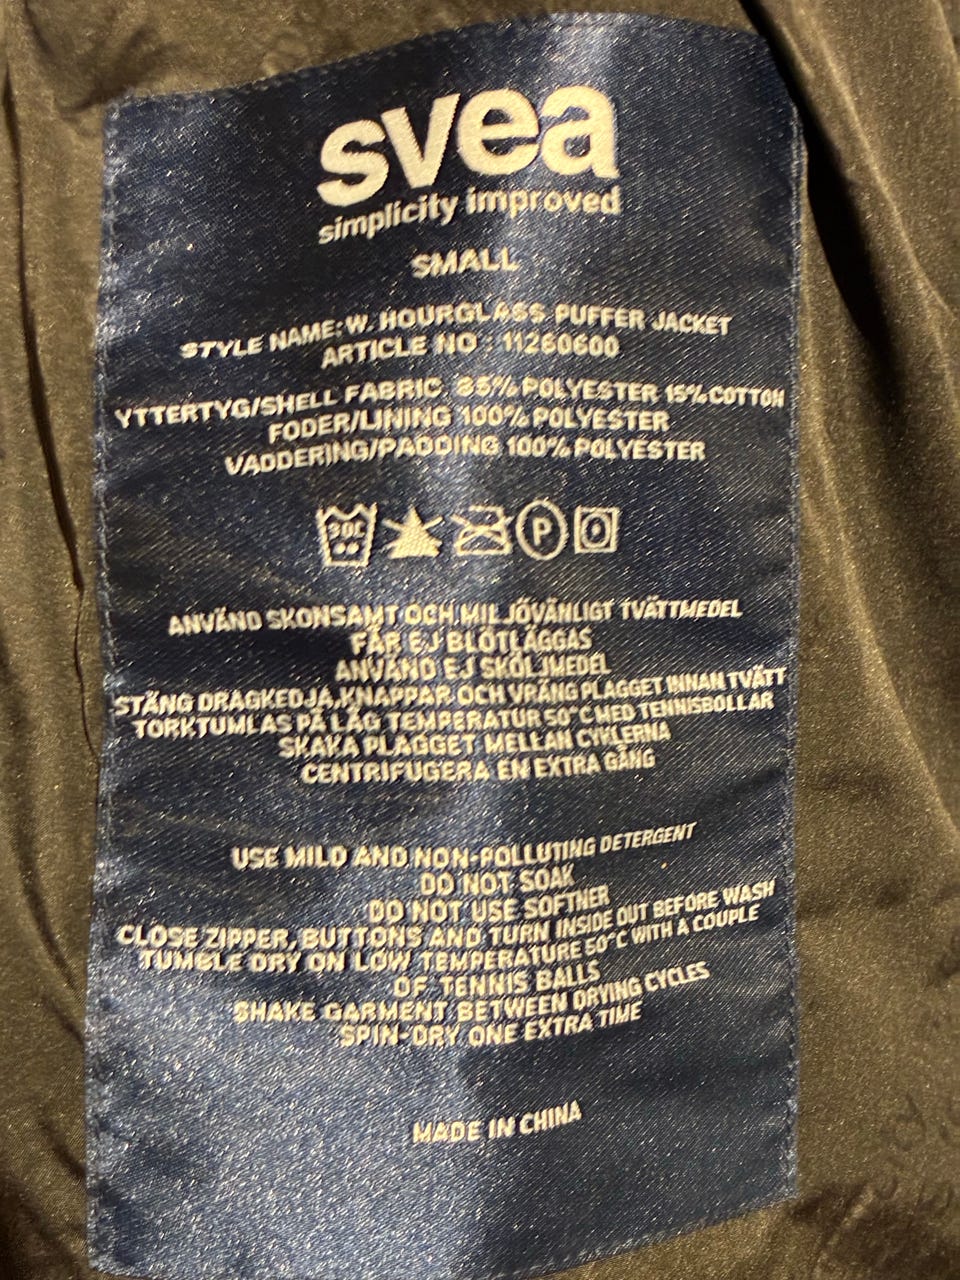 svea
simplicity improved
SMALL
STYLE NAME: W. HOURGLASS PUFFER JACKET
ARTICLE NO : 11260600
YTTERTYG/SHELL FABRIC. 85% POLYESTER 15% COTTON
FODER/LINING 100% POLYESTER
VADDERING/PADDING 100% POLYESTER
30C P
ANVÄND SKONSAMT OCH MILJÖVÄNLIGT TVÄTTMEDEL
FÅR EJ BLÖTLÄGGAS
ANVÄND EJ SKÖLJMEDEL
STÄNG DRAGKEDJA, KNAPPAR OCH VRÄNG PLAGGET INNAN TVÄTT
TORKTUMLAS PÅ LÅG TEMPERATUR 50°C MED TENNISBOLLAR
SKAKA PLAGGET MELLAN CYKLERNA
CENTRIFUGERA EN EXTRA GÅNG
USE MILD AND NON-POLLUTING DETERGENT
DO NOT SOAK
DO NOT USE SOFTNER
CLOSE ZIPPER, BUTTONS AND TURN INSIDE OUT BEFORE WASH
TUMBLE DRY ON LOW TEMPERATURE 50°C WITH A COUPLE
OF TENNIS BALLS
SHAKE GARMENT BETWEEN DRYING CYCLES
SPIN-DRY ONE EXTRA TIME
MADE IN CHINA